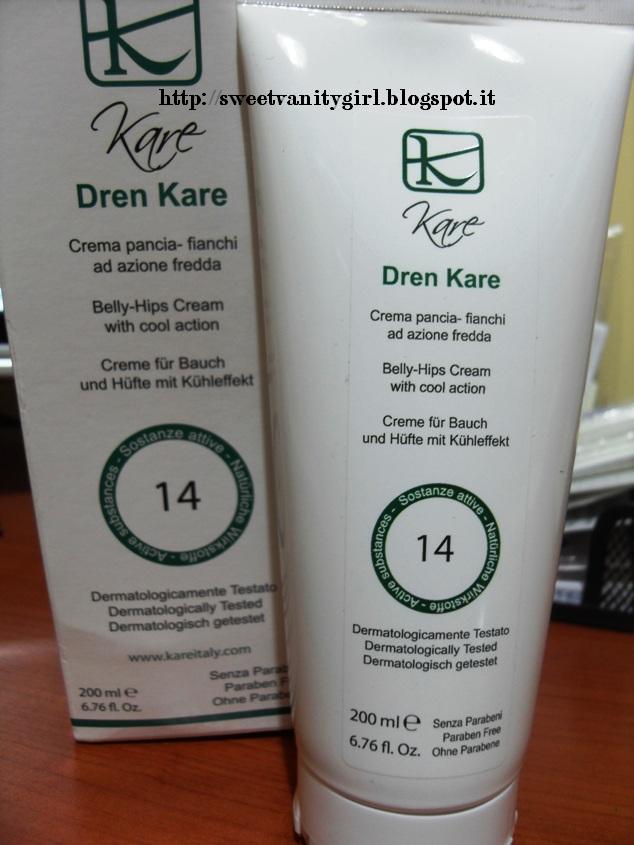 http://sweetvanitygirl.blogspot.it
K
Kare
Dren Kare
Crema pancia- fianchi
ad azione fredda
Belly-Hips Cream
with cool action
Creme für Bauch
und Hüfte mit Kühleffekt
Sostanze attive - Natürliche Wirkstoffe - Active substances -
14
Dermatologicamente Testato
Dermatologically Tested
Dermatologisch getestet
www.kareitaly.com
200 ml e
6.76 fl. Oz.
Senza Parab
Paraben F
Ohne Parabe
K
Kare
Dren Kare
Crema pancia- fianchi
ad azione fredda
Belly-Hips Cream
with cool action
Creme für Bauch
und Hüfte mit Kühleffekt
Sostanze attive - Natürliche Wirkstoffe - Active substances -
14
Dermatologicamente Testato
Dermatologically Tested
Dermatologisch getestet
200 ml e
6.76 fl. Oz.
Senza Parabeni
Paraben Free
Ohne Parabene